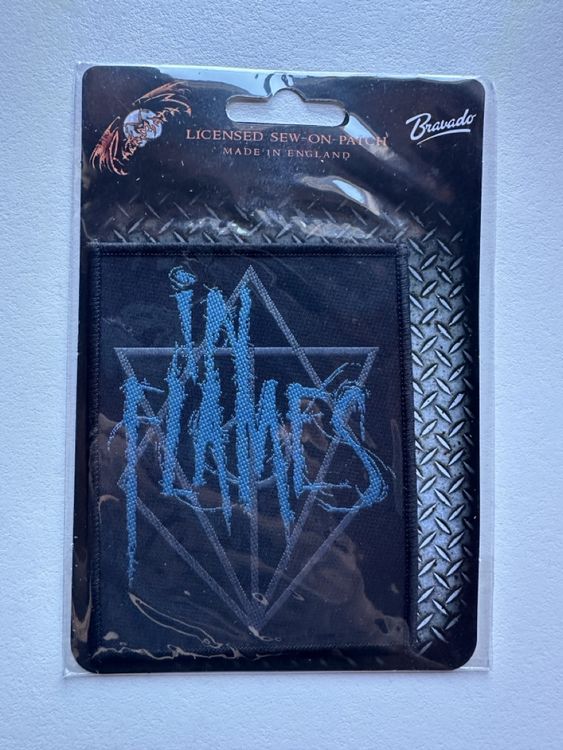 LICENSED SEW-ON-PATCH
MADE IN ENGLAND
Bravado
iN
FLAMES